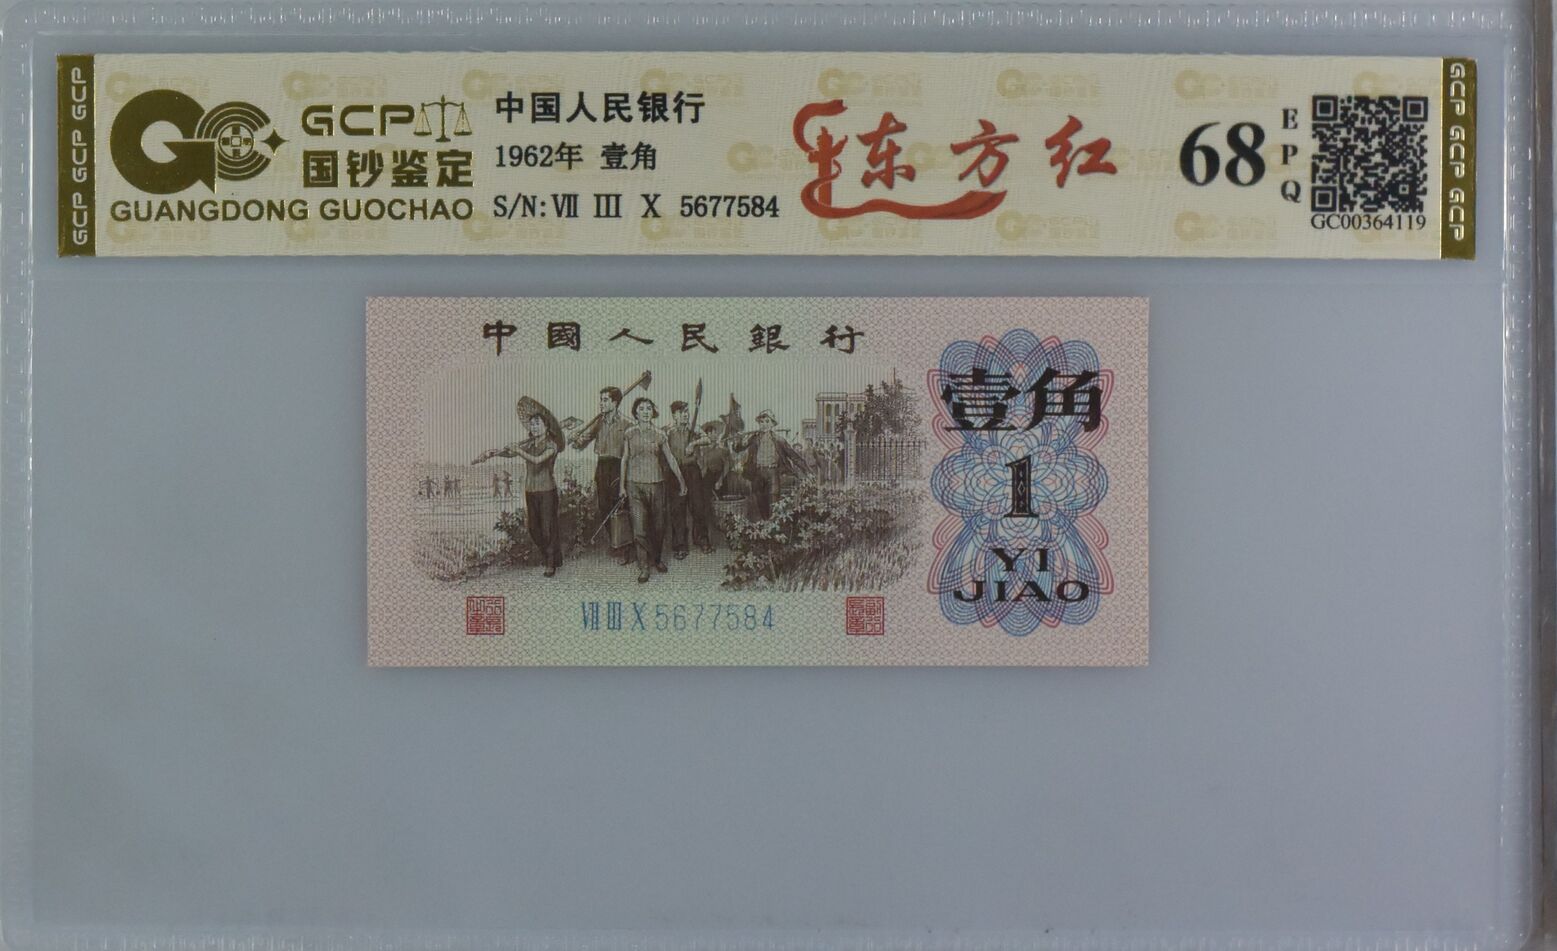 GCP GCP GCP
GCP
国钞鉴定
GUANGDONG GUOCHAO
中国人民银行
1962年 壹角
S/N: Ⅶ Ⅲ Ⅹ 5677584
东方红
68
EPQ
GC00364119
GCP GCP GCP
中國人民銀行
壹角
1
YI
JIAO
Ⅶ Ⅲ Ⅹ 5677584